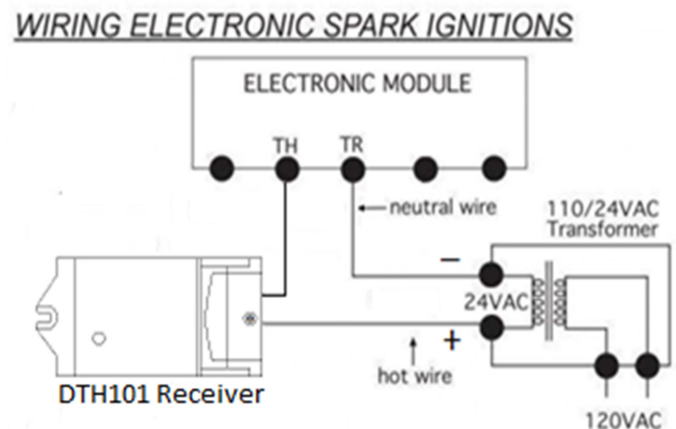 WIRING ELECTRONIC SPARK IGNITIONS
ELECTRONIC MODULE
TH TR
neutral wire
110/24VAC
Transformer
–
24VAC
+
hot wire
DTH101 Receiver
120VAC